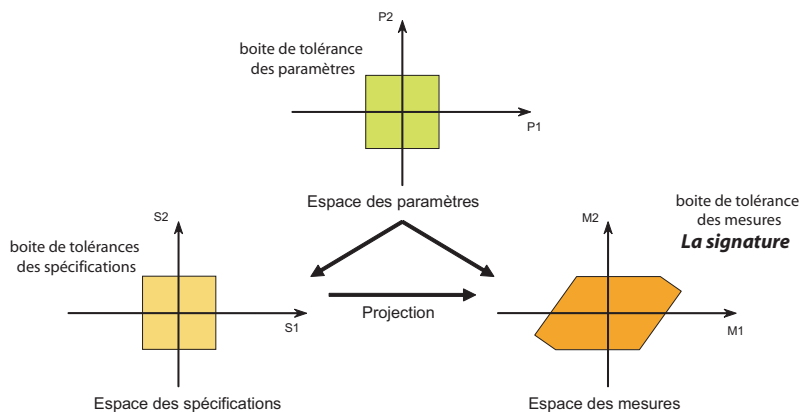 P2
boite de tolérance
des paramètres
P1
Espace des paramètres
S2
boite de tolérances
des spécifications
S1
Espace des spécifications
Projection
boite de tolérance
des mesures
La signature
M2
M1
Espace des mesures